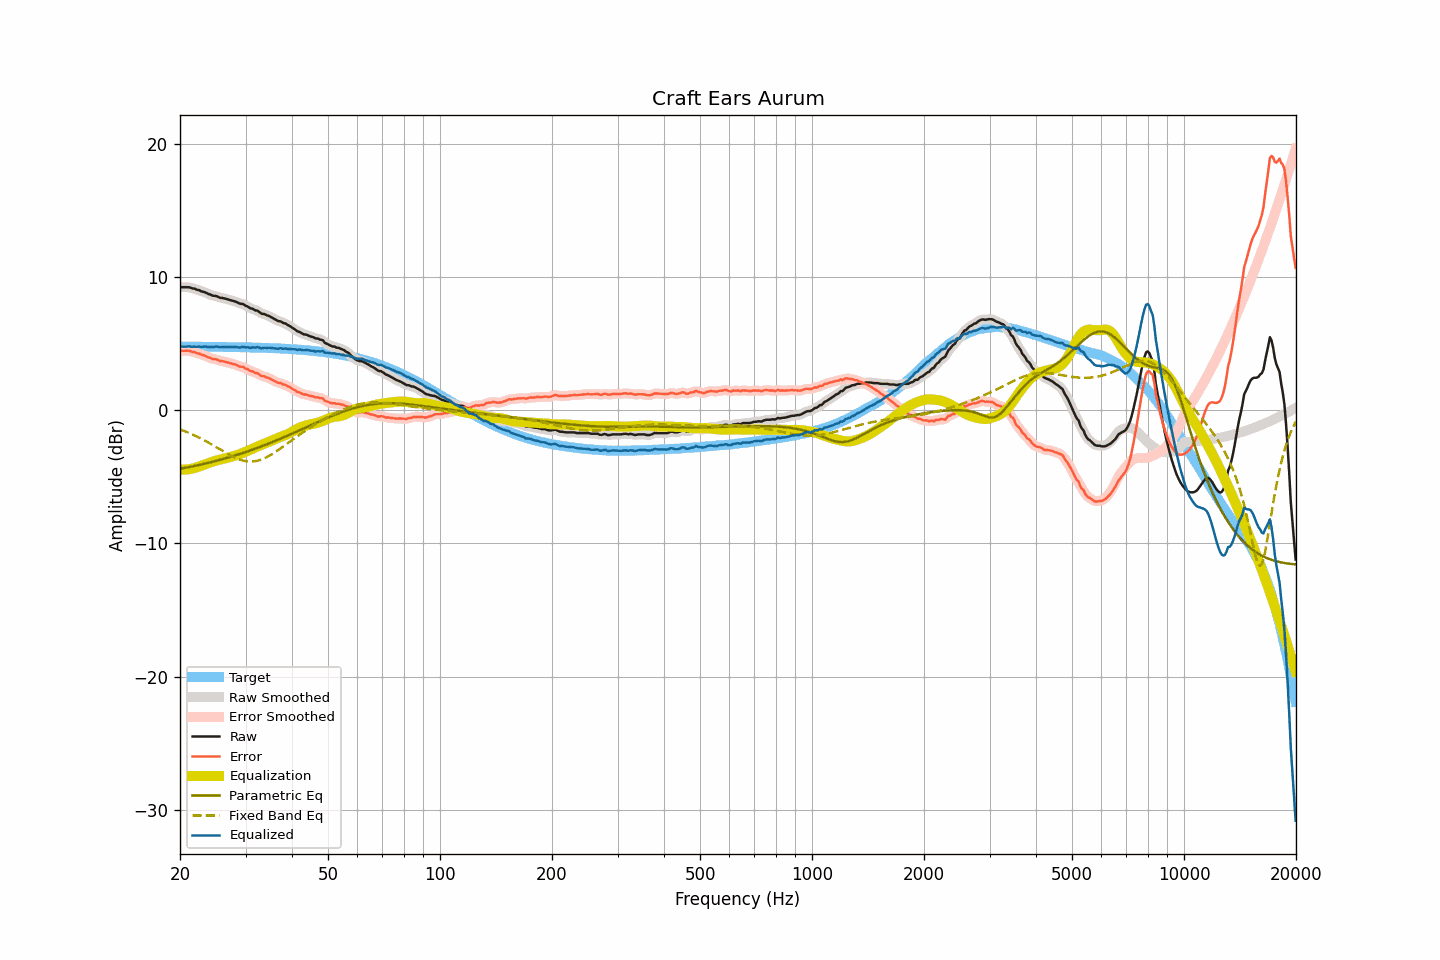 Craft Ears Aurum
20
10
0
−10
−20
−30
Amplitude (dBr)
Target
Raw Smoothed
Error Smoothed
Raw
Error
Equalization
Parametric Eq
Fixed Band Eq
Equalized
20 50 100 200 500 1000 2000 5000 10000 20000
Frequency (Hz)